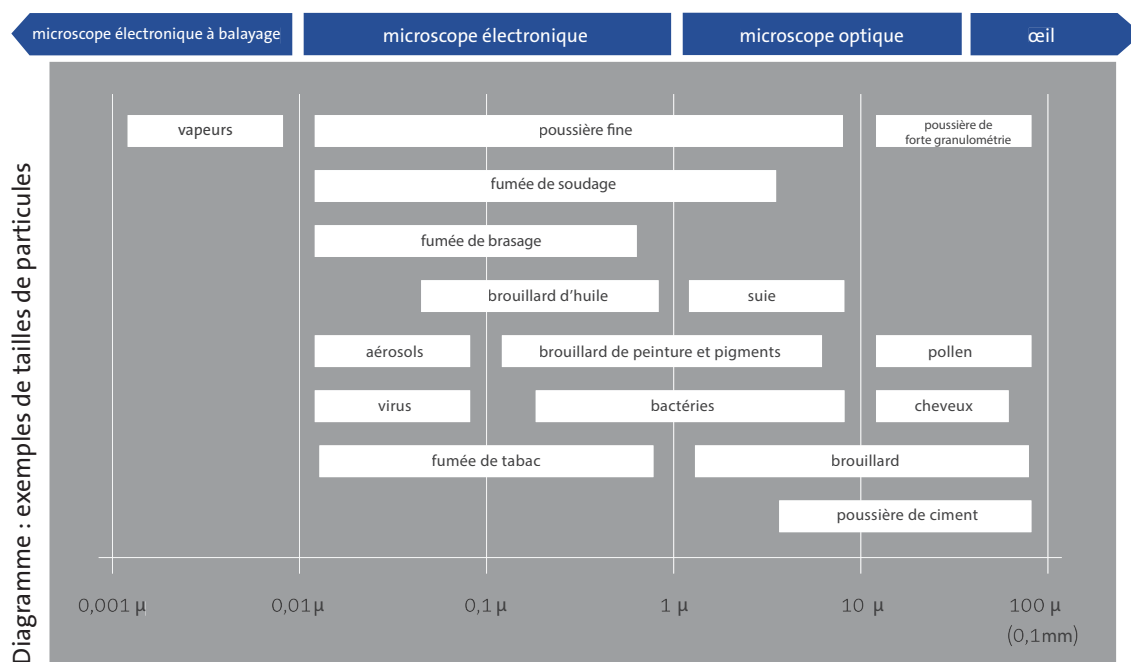 microscope électronique à balayage
microscope électronique
microscope optique
œil
Diagramme : exemples de tailles de particules
vapeurs
poussière fine
poussière de
forte granulométrie
fumée de soudage
fumée de brasage
brouillard d’huile
suie
aérosols
brouillard de peinture et pigments
pollen
virus
bactéries
cheveux
fumée de tabac
brouillard
poussière de ciment
0,001 µ
0,01 µ
0,1 µ
1 µ
10 µ
100 µ
(0,1mm)